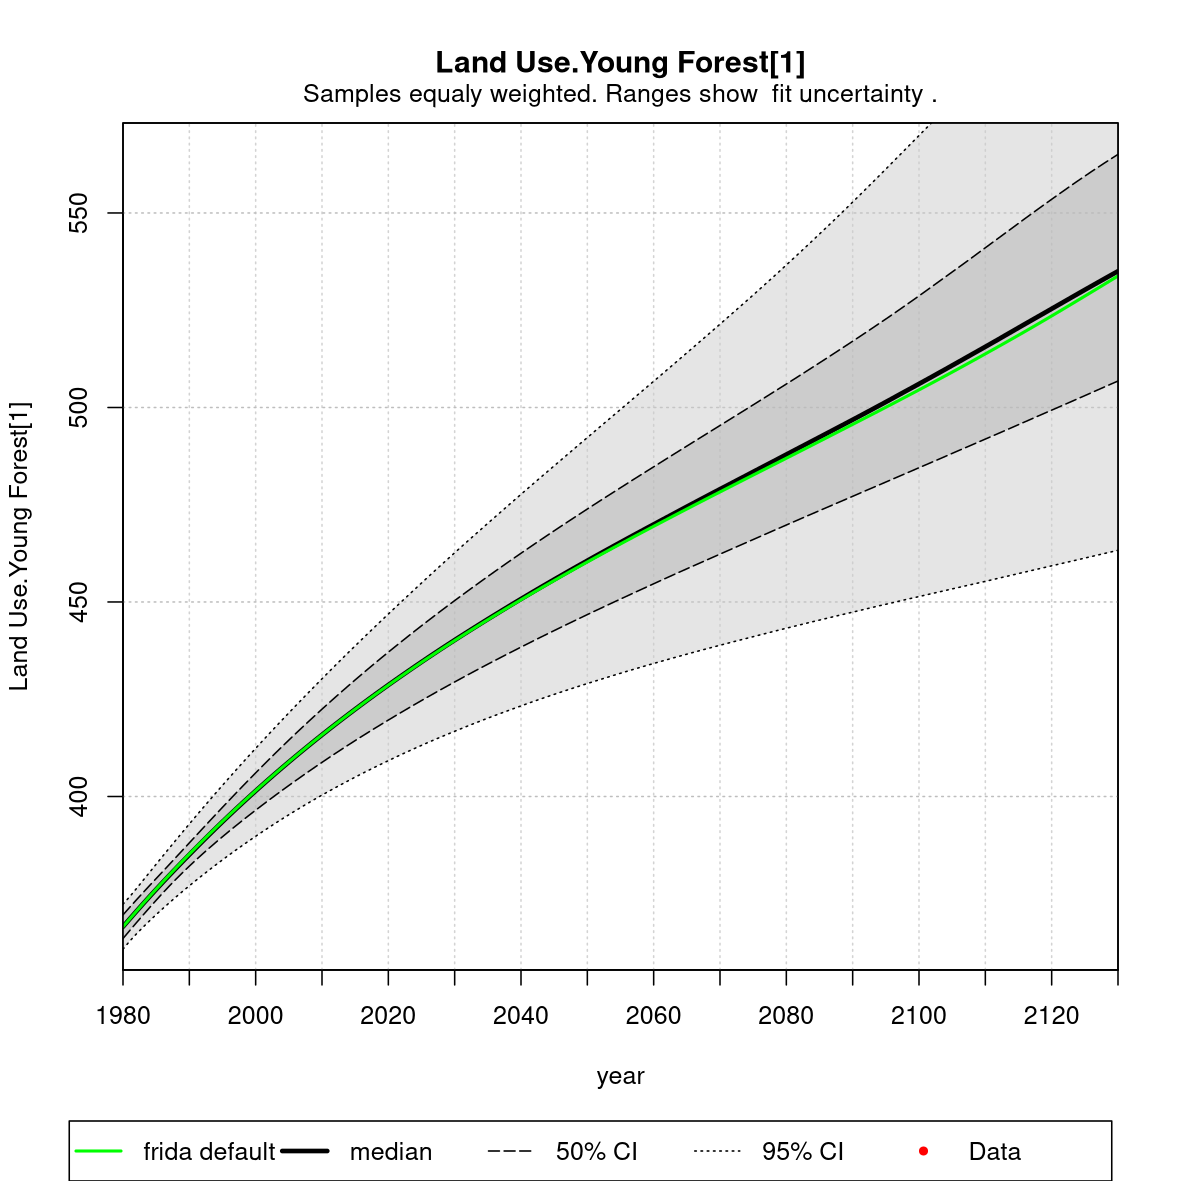 Land Use.Young Forest[1]
Samples equaly weighted. Ranges show  fit uncertainty .
Land Use.Young Forest[1]
550
500
450
400
1980 2000 2020 2040 2060 2080 2100 2120
year
frida default median 50% CI 95% CI Data